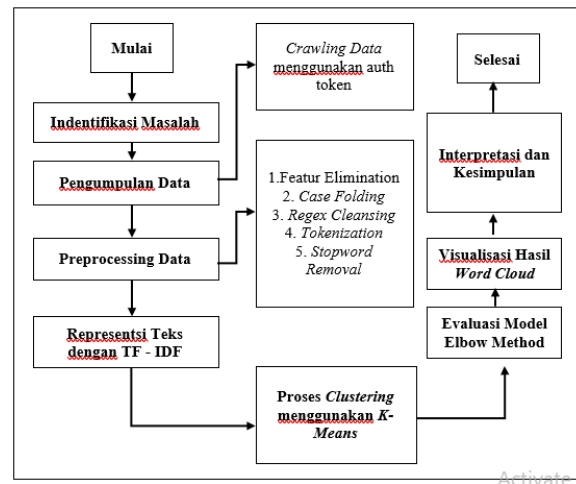 Mulai
Indentifikasi Masalah
Pengumpulan Data
Crawling Data
menggunakan auth
token
Preprocessing Data
1.Featur Elimination
2. Case Folding
3. Regex Cleansing
4. Tokenization
5. Stopword
Removal
Representsi Teks
dengan TF - IDF
Proses Clustering
menggunakan K-
Means
Evaluasi Model
Elbow Method
Visualisasi Hasil
Word Cloud
Interpretasi dan
Kesimpulan
Selesai
Activate